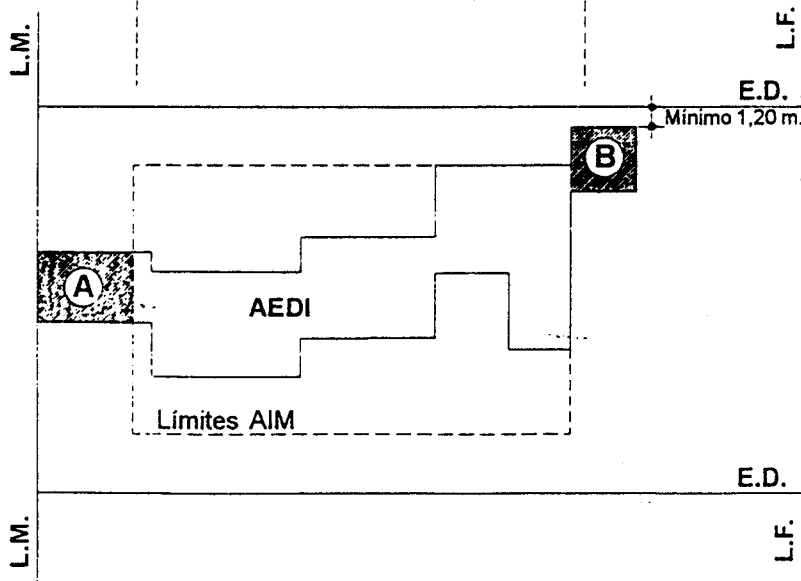 L.M.
L.F.
E.D.
Mínimo 1,20 m.
B
A
AEDI
Límites AIM
E.D.
L.M.
L.F.